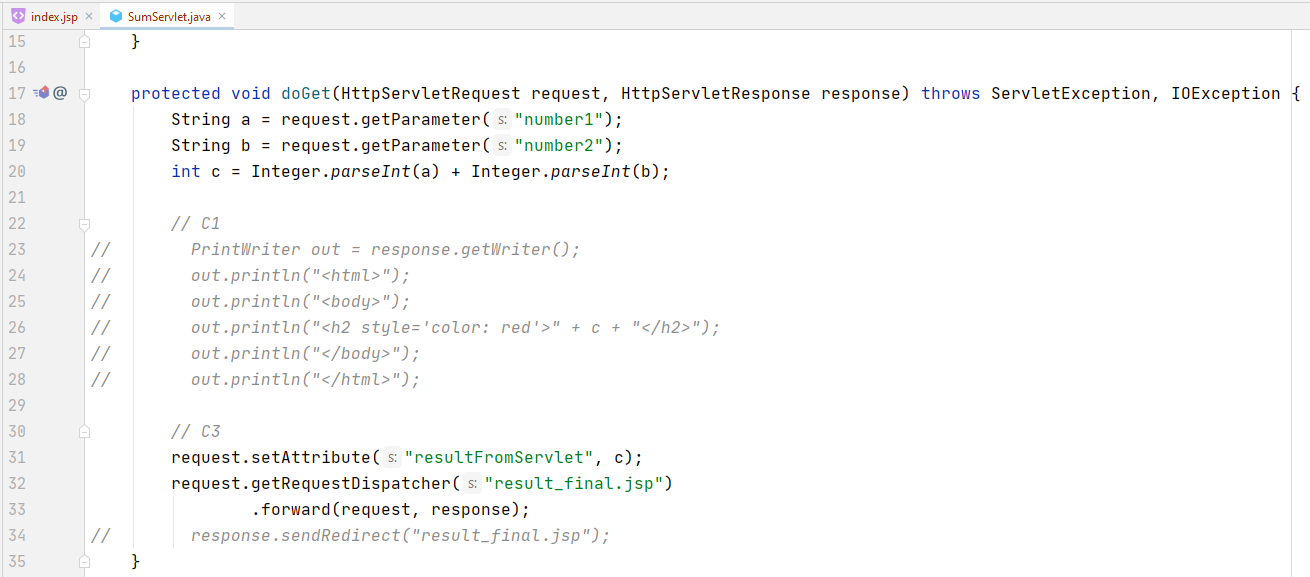 index.jsp × SumServlet.java ×
15 }
16
17 @ protected void doGet(HttpServletRequest request, HttpServletResponse response) throws ServletException, IOException {
18 String a = request.getParameter( s: "number1");
19 String b = request.getParameter( s: "number2");
20 int c = Integer.parseInt(a) + Integer.parseInt(b);
21
22 // C1
23 // PrintWriter out = response.getWriter();
24 // out.println("<html>");
25 // out.println("<body>");
26 // out.println("<h2 style='color: red'>" + c + "</h2>");
27 // out.println("</body>");
28 // out.println("</html>");
29
30 // C3
31 request.setAttribute( s: "resultFromServlet", c);
32 request.getRequestDispatcher( s: "result_final.jsp")
33 .forward(request, response);
34 // response.sendRedirect("result_final.jsp");
35 }